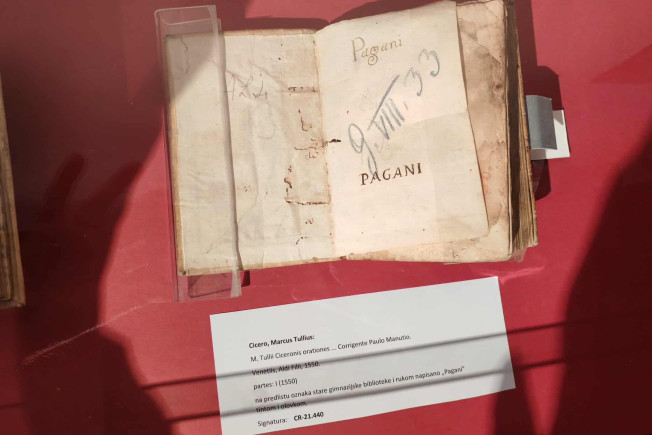 Pagani
g. VIII. 33
PAGANI
Cicero, Marcus Tullius:
M. Tullii Ciceronis orationes ... Corrigente Paulo Manutio.
Venetiis, Aldi Filii, 1550.
partes: I (1550)
na predlistu oznaka stare gimnazijske biblioteke i rukom napisano „Pagani”
tintom i olovkom.
Signatura: CR-21.440